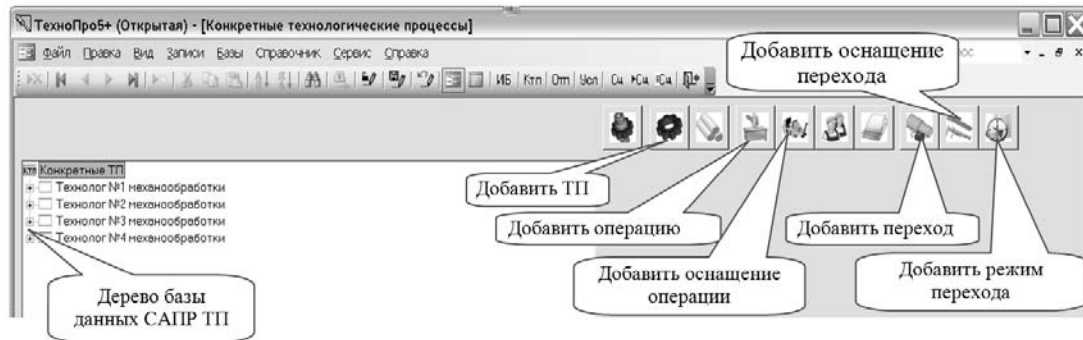 ТехноПро5+ (Открытая) - [Конкретные технологические процессы]
Файл Правка Вид Записи Базы Справочник Сервис Справка
ИБ Ктп Отп Усл
Добавить оснащение
перехода
КТП Конкретные ТП
Технолог №1 механообработки
Технолог №2 механообработки
Технолог №3 механообработки
Технолог №4 механообработки
Добавить ТП
Добавить операцию
Добавить переход
Добавить оснащение
операции
Добавить режим
перехода
Дерево базы
данных САПР ТП